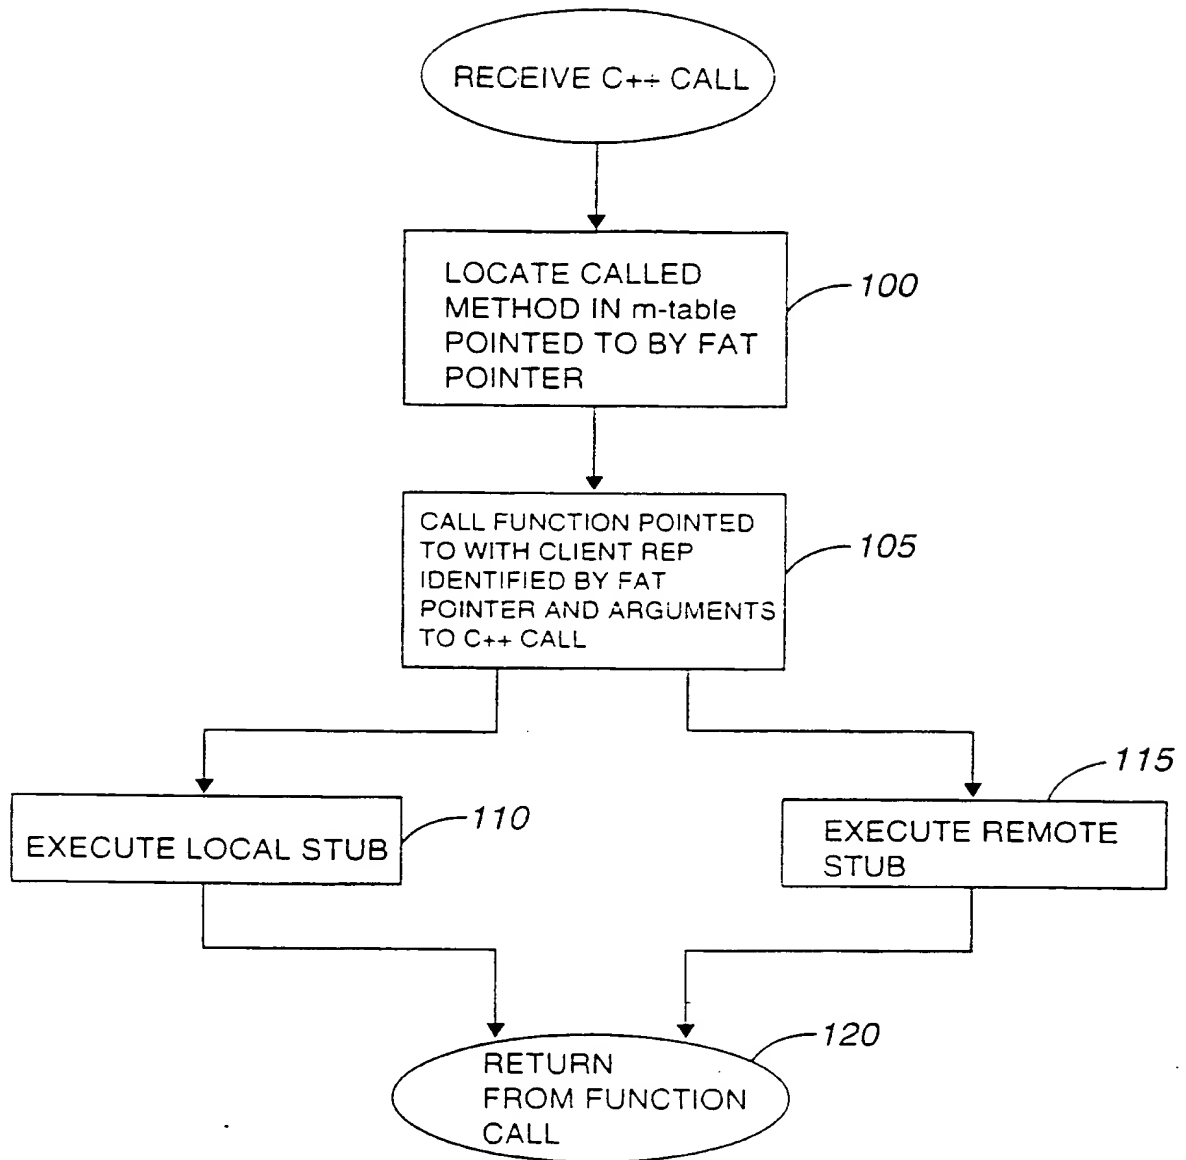 RECEIVE C++ CALL
LOCATE CALLED
METHOD IN m-table
POINTED TO BY FAT
POINTER
100
CALL FUNCTION POINTED
TO WITH CLIENT REP
IDENTIFIED BY FAT
POINTER AND ARGUMENTS
TO C++ CALL
105
EXECUTE LOCAL STUB
110
EXECUTE REMOTE
STUB
115
RETURN
FROM FUNCTION
CALL
120